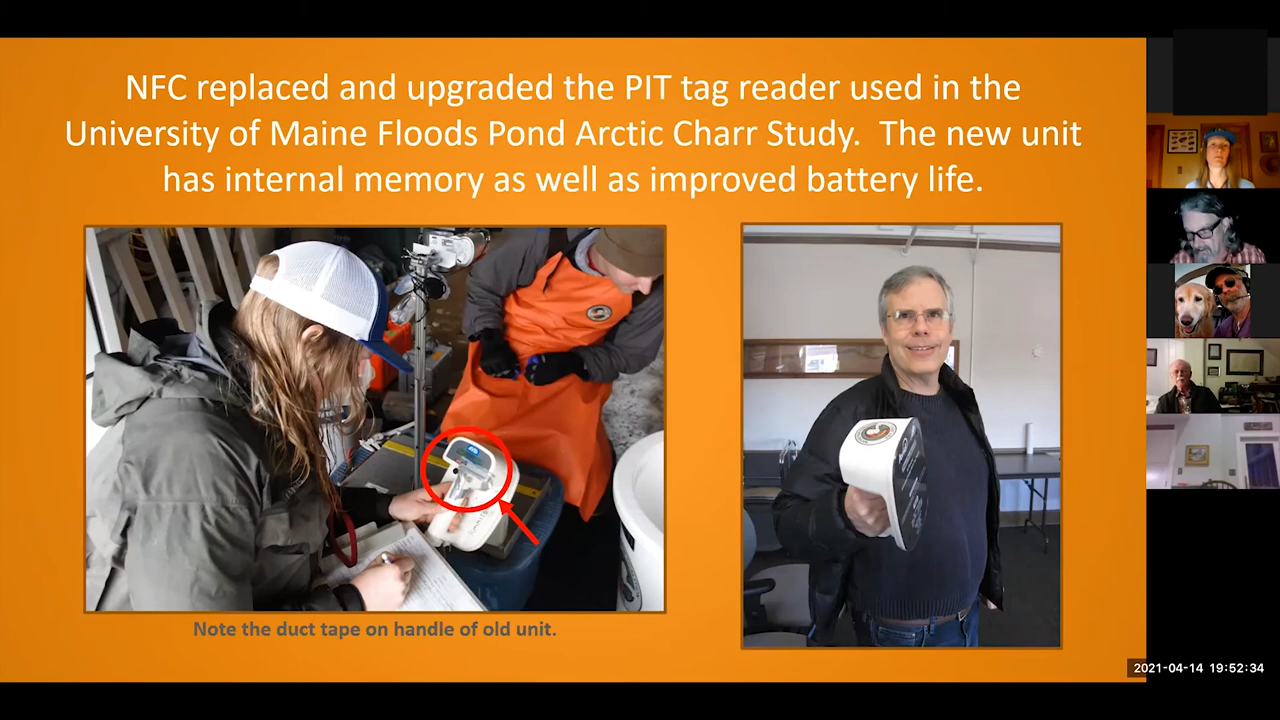 NFC replaced and upgraded the PIT tag reader used in the
University of Maine Floods Pond Arctic Charr Study.  The new unit
has internal memory as well as improved battery life.
Note the duct tape on handle of old unit.
2021-04-14 19:52:34